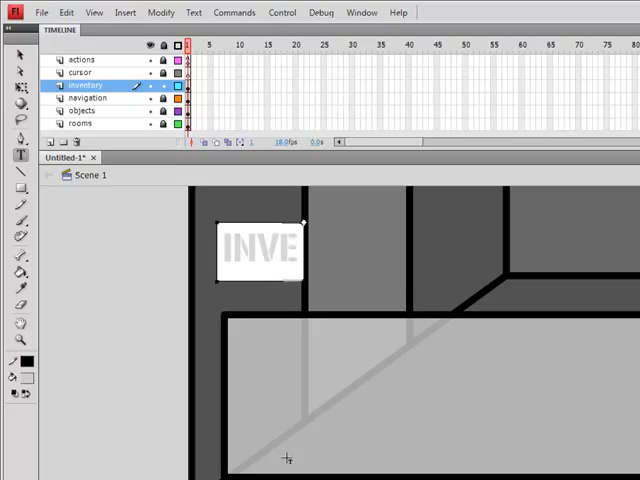 Fl File Edit View Insert Modify Text Commands Control Debug Window Help
TIMELINE
1 5 10 15 20 25 30 35 40 45 50 55 60 65 70 75 80
actions
cursor
inventory
navigation
objects
rooms
1 18.0fps 0.0s
Untitled-1*
Scene 1
INVE